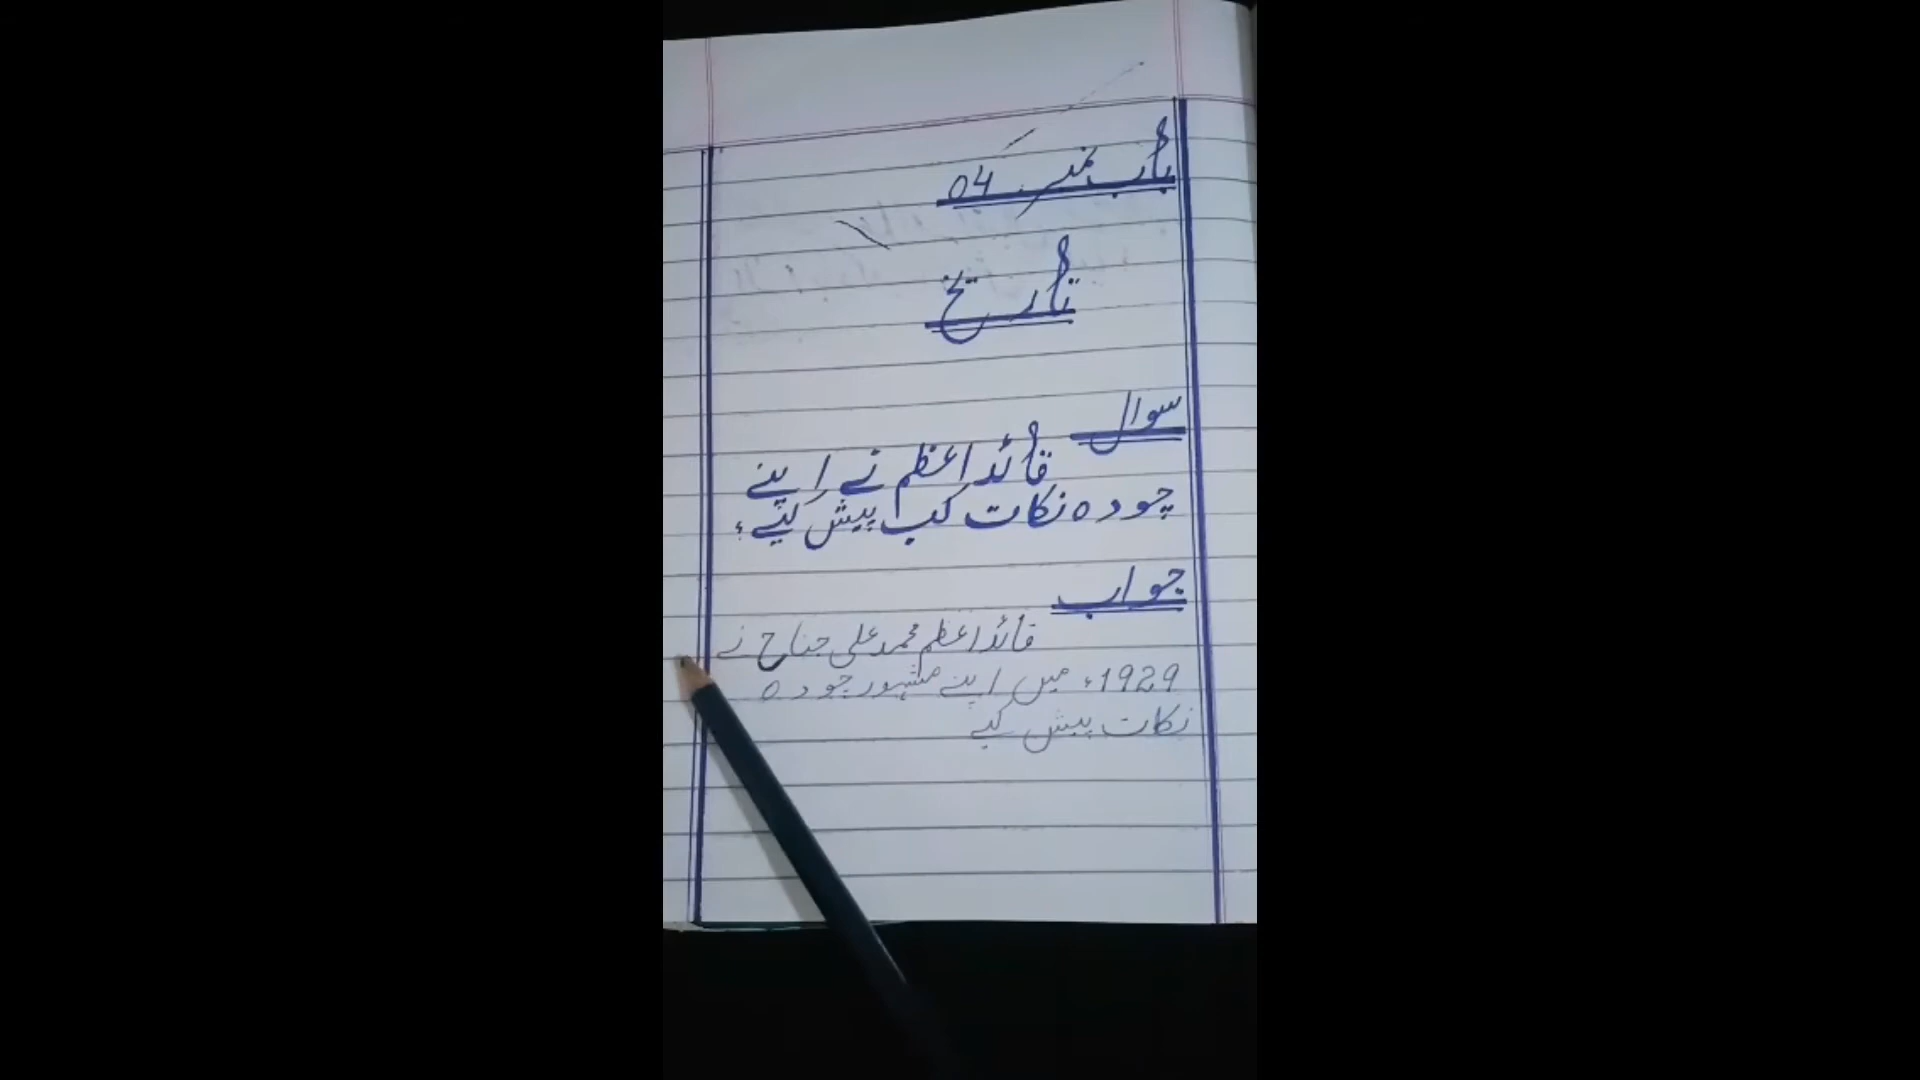 باب نمبر 04
تاریخ
سوال
قائداعظم نے اپنے
چودہ نکات کب پیش کیے؟
جواب
قائداعظم محمد علی جناح نے
1929ء میں اپنے مشہور چودہ
نکات پیش کیے